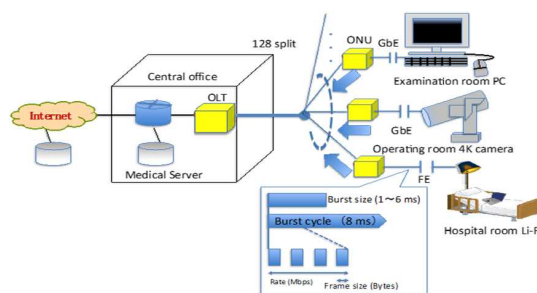 128 split
ONU
GbE
Central office
Examination room PC
OLT
Internet
GbE
Operating room 4K camera
Medical Server
FE
Burst size (1～6 ms)
Burst cycle (8 ms)
Hospital room Li-F
Rate (Mbps)
Frame size (Bytes)